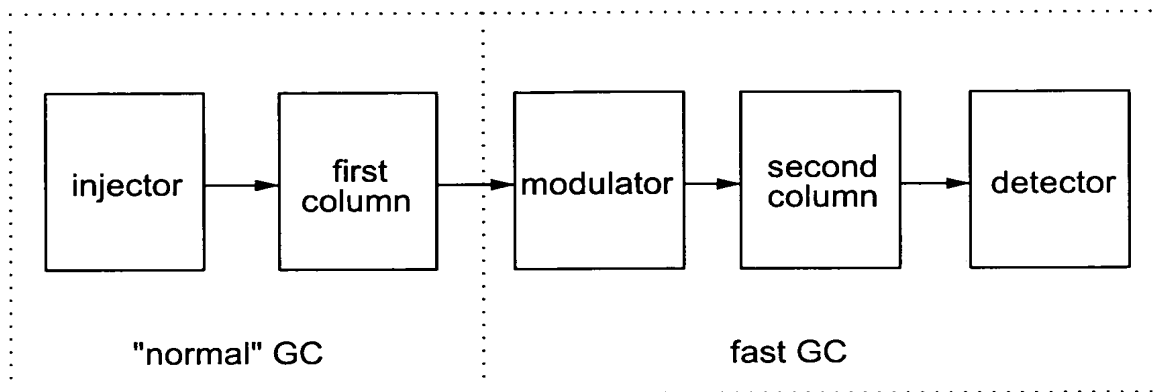 injector
first
column
modulator
second
column
detector
"normal" GC
fast GC